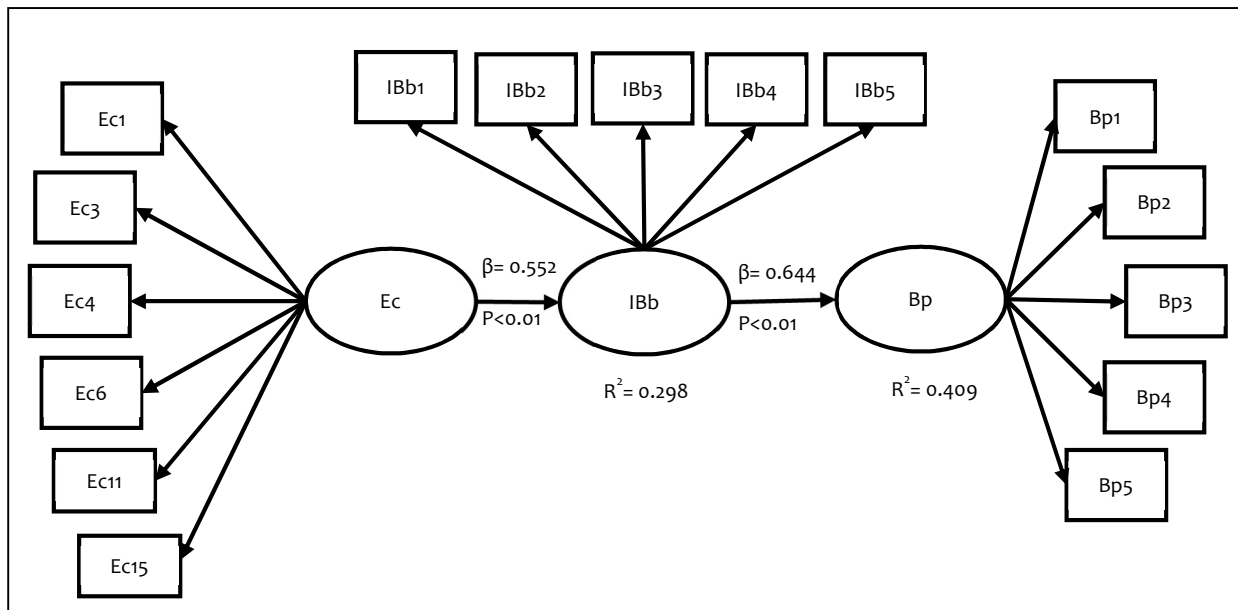 IBb1
IBb2
IBb3
IBb4
IBb5
Ec1
Ec3
Ec4
Ec6
Ec11
Ec15
Ec
β= 0.552
P<0.01
IBb
R²= 0.298
β= 0.644
P<0.01
Bp
R²= 0.409
Bp1
Bp2
Bp3
Bp4
Bp5